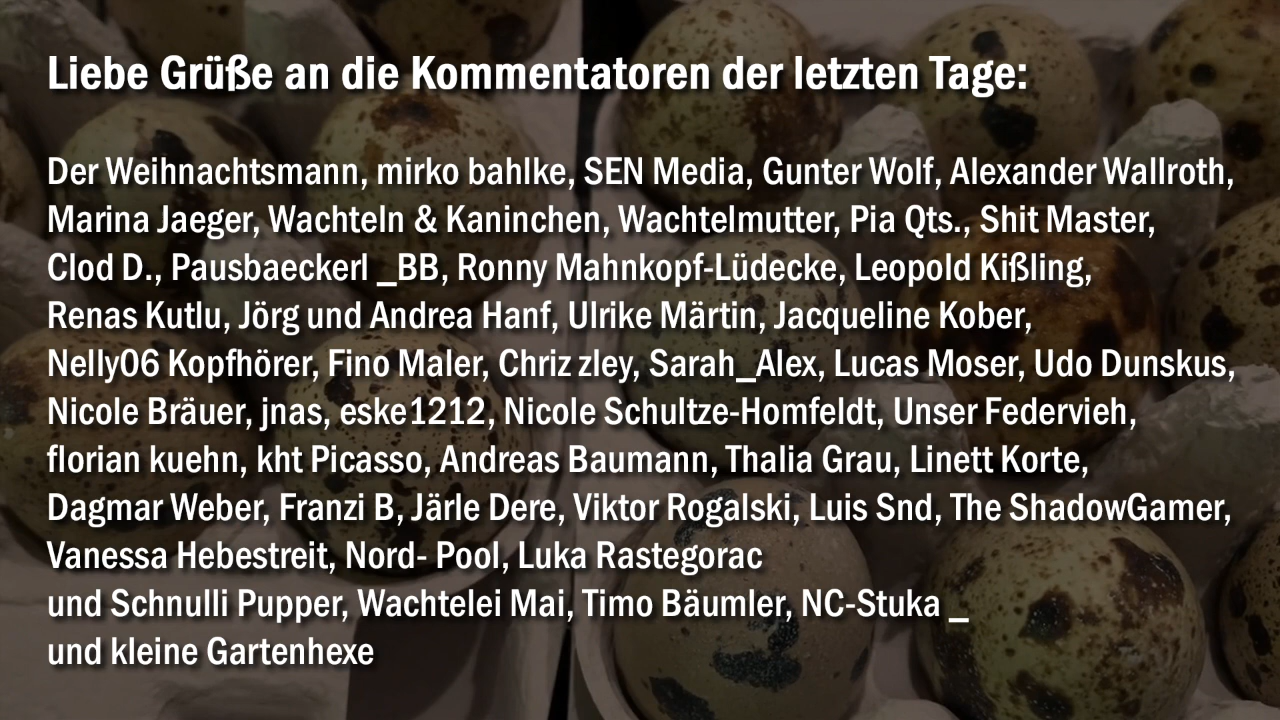 Liebe Grüße an die Kommentatoren der letzten Tage:
Der Weihnachtsmann, mirko bahlke, SEN Media, Gunter Wolf, Alexander Wallroth,
Marina Jaeger, Wachteln & Kaninchen, Wachtelmutter, Pia Qts., Shit Master,
Clod D., Pausbaeckerl _BB, Ronny Mahnkopf-Lüdecke, Leopold Kißling,
Renas Kutlu, Jörg und Andrea Hanf, Ulrike Märtin, Jacqueline Kober,
Nelly06 Kopfhörer, Fino Maler, Chriz zley, Sarah_Alex, Lucas Moser, Udo Dunskus,
Nicole Bräuer, jnas, eske1212, Nicole Schultze-Homfeldt, Unser Federvieh,
florian kuehn, kht Picasso, Andreas Baumann, Thalia Grau, Linett Korte,
Dagmar Weber, Franzi B, Järle Dere, Viktor Rogalski, Luis Snd, The ShadowGamer,
Vanessa Hebestreit, Nord- Pool, Luka Rastegorac
und Schnulli Pupper, Wachtelei Mai, Timo Bäumler, NC-Stuka _
und kleine Gartenhexe